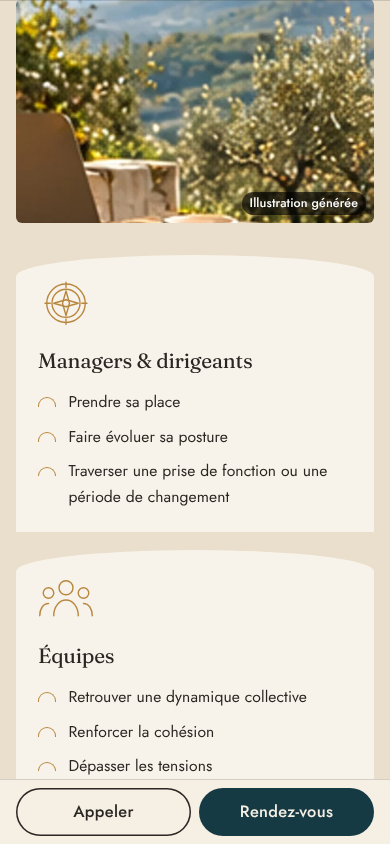 Illustration générée
Managers & dirigeants
Prendre sa place
Faire évoluer sa posture
Traverser une prise de fonction ou une
période de changement
Équipes
Retrouver une dynamique collective
Renforcer la cohésion
Dépasser les tensions
Appeler
Rendez-vous